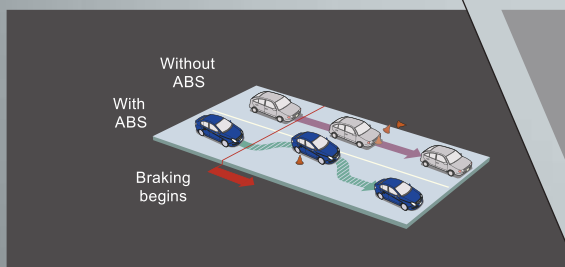 Without
ABS
With
ABS
Braking
begins